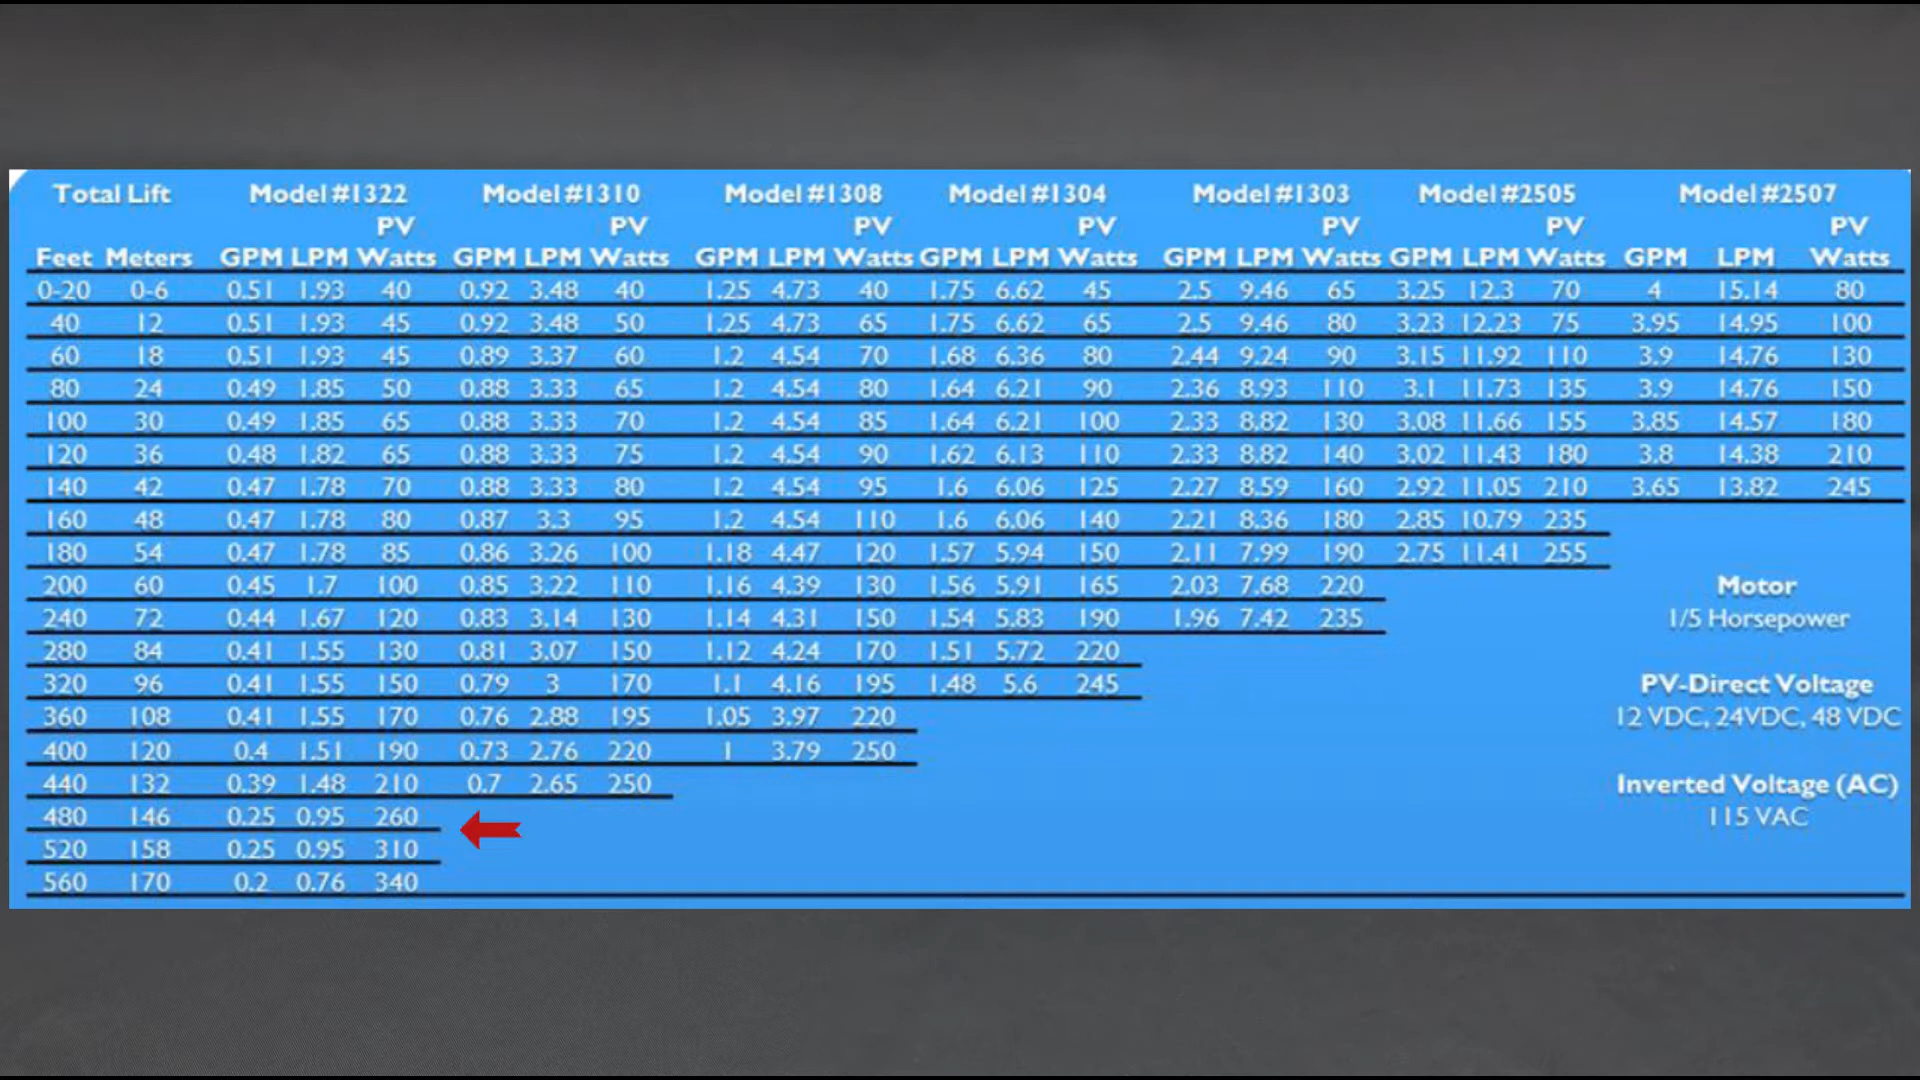 Total Lift Model #1322 Model #1310 Model #1308 Model #1304 Model #1303 Model #2505 Model #2507
PV PV PV PV PV PV PV
Feet Meters GPM LPM Watts GPM LPM Watts GPM LPM Watts GPM LPM Watts GPM LPM Watts GPM LPM Watts GPM LPM Watts
0-20 0-6 0.51 1.93 40 0.92 3.48 40 1.25 4.73 40 1.75 6.62 45 2.5 9.46 65 3.25 12.3 70 4 15.14 80
40 12 0.51 1.93 45 0.92 3.48 50 1.25 4.73 65 1.75 6.62 65 2.5 9.46 80 3.23 12.23 75 3.95 14.95 100
60 18 0.51 1.93 45 0.89 3.37 60 1.2 4.54 70 1.68 6.36 80 2.44 9.24 90 3.15 11.92 110 3.9 14.76 130
80 24 0.49 1.85 50 0.88 3.33 65 1.2 4.54 80 1.64 6.21 90 2.36 8.93 110 3.1 11.73 135 3.9 14.76 150
100 30 0.49 1.85 65 0.88 3.33 70 1.2 4.54 85 1.64 6.21 100 2.33 8.82 130 3.08 11.66 155 3.85 14.57 180
120 36 0.48 1.82 65 0.88 3.33 75 1.2 4.54 90 1.62 6.13 110 2.33 8.82 140 3.02 11.43 180 3.8 14.38 210
140 42 0.47 1.78 70 0.88 3.33 80 1.2 4.54 95 1.6 6.06 125 2.27 8.59 160 2.92 11.05 210 3.65 13.82 245
160 48 0.47 1.78 80 0.87 3.3 95 1.2 4.54 110 1.6 6.06 140 2.21 8.36 180 2.85 10.79 235
180 54 0.47 1.78 85 0.86 3.26 100 1.18 4.47 120 1.57 5.94 150 2.11 7.99 190 2.75 11.41 255
200 60 0.45 1.7 100 0.85 3.22 110 1.16 4.39 130 1.56 5.91 165 2.03 7.68 220 Motor
240 72 0.44 1.67 120 0.83 3.14 130 1.14 4.31 150 1.54 5.83 190 1.96 7.42 235 1/5 Horsepower
280 84 0.41 1.55 130 0.81 3.07 150 1.12 4.24 170 1.51 5.72 220
320 96 0.41 1.55 150 0.79 3 170 1.1 4.16 195 1.48 5.6 245 PV-Direct Voltage
360 108 0.41 1.55 170 0.76 2.88 195 1.05 3.97 220 12 VDC, 24VDC, 48 VDC
400 120 0.4 1.51 190 0.73 2.76 220 1 3.79 250
440 132 0.39 1.48 210 0.7 2.65 250 Inverted Voltage (AC)
480 146 0.25 0.95 260 115 VAC
520 158 0.25 0.95 310
560 170 0.2 0.76 340